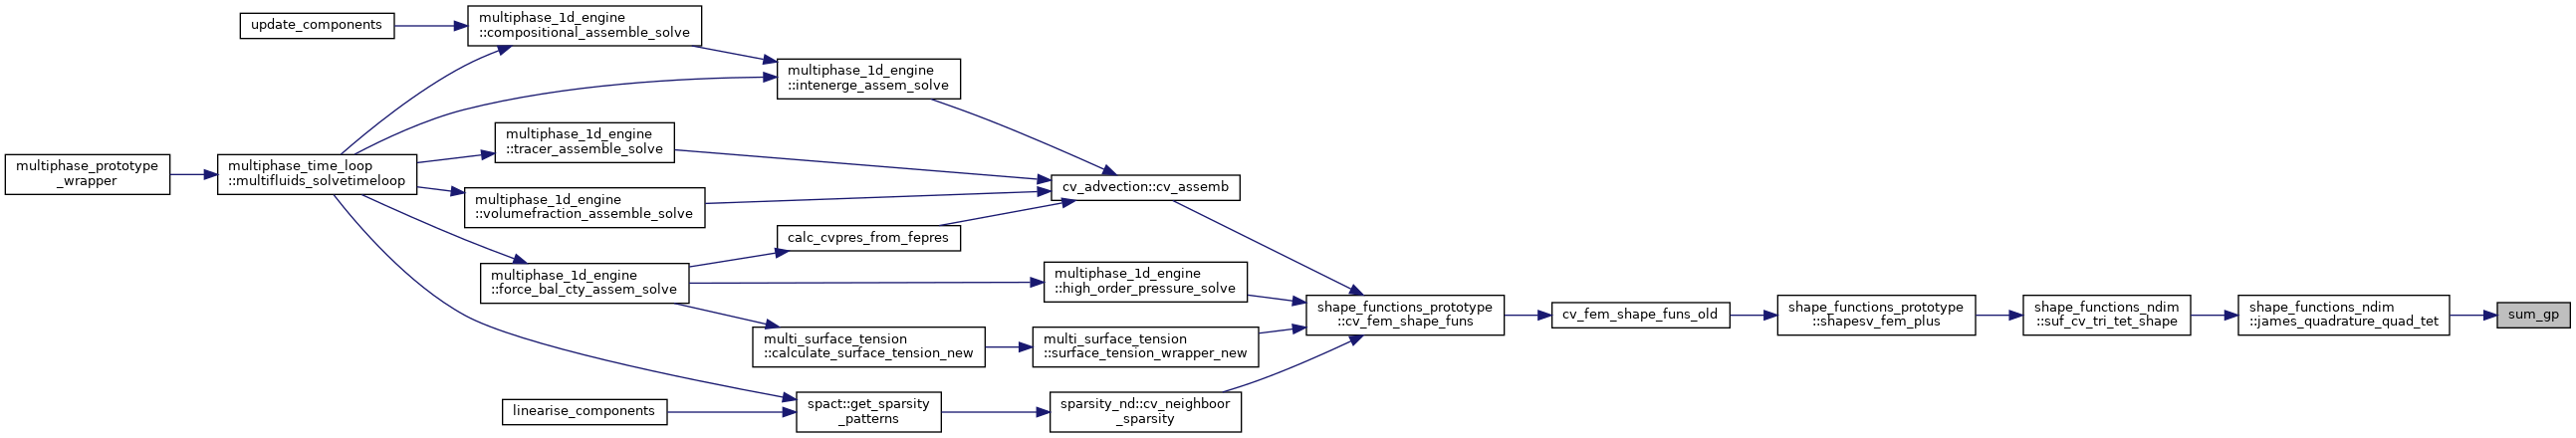 update_components
multiphase_1d_engine
::compositional_assemble_solve
multiphase_1d_engine
::intenerge_assem_solve
multiphase_1d_engine
::tracer_assemble_solve
multiphase_prototype
_wrapper
multiphase_time_loop
::multifluids_solvetimeloop
multiphase_1d_engine
::volumefraction_assemble_solve
cv_advection::cv_assemb
calc_cvpres_from_fepres
multiphase_1d_engine
::force_bal_cty_assem_solve
multiphase_1d_engine
::high_order_pressure_solve
shape_functions_prototype
::cv_fem_shape_funs
cv_fem_shape_funs_old
shape_functions_prototype
::shapesv_fem_plus
shape_functions_ndim
::suf_cv_tri_tet_shape
shape_functions_ndim
::james_quadrature_quad_tet
sum_gp
multi_surface_tension
::calculate_surface_tension_new
multi_surface_tension
::surface_tension_wrapper_new
linearise_components
spact::get_sparsity
_patterns
sparsity_nd::cv_neighboor
_sparsity